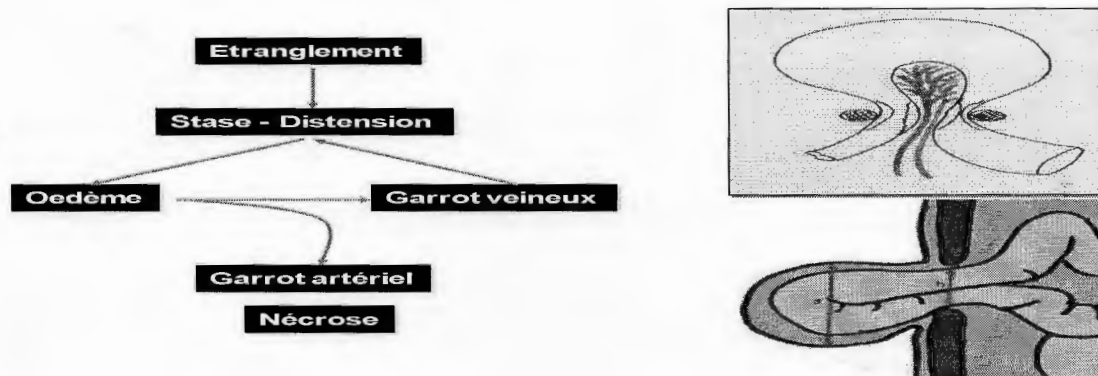 Etranglement
Stase - Distension
Oedème
Garrot veineux
Garrot artériel
Nécrose